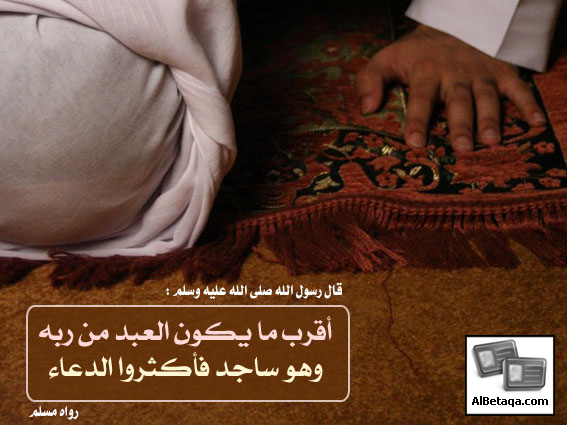 قال رسول الله صلى الله عليه وسلم :
أقرب ما يكون العبد من ربه
وهو ساجد فأكثروا الدعاء
رواه مسلم
AlBetaqa.com